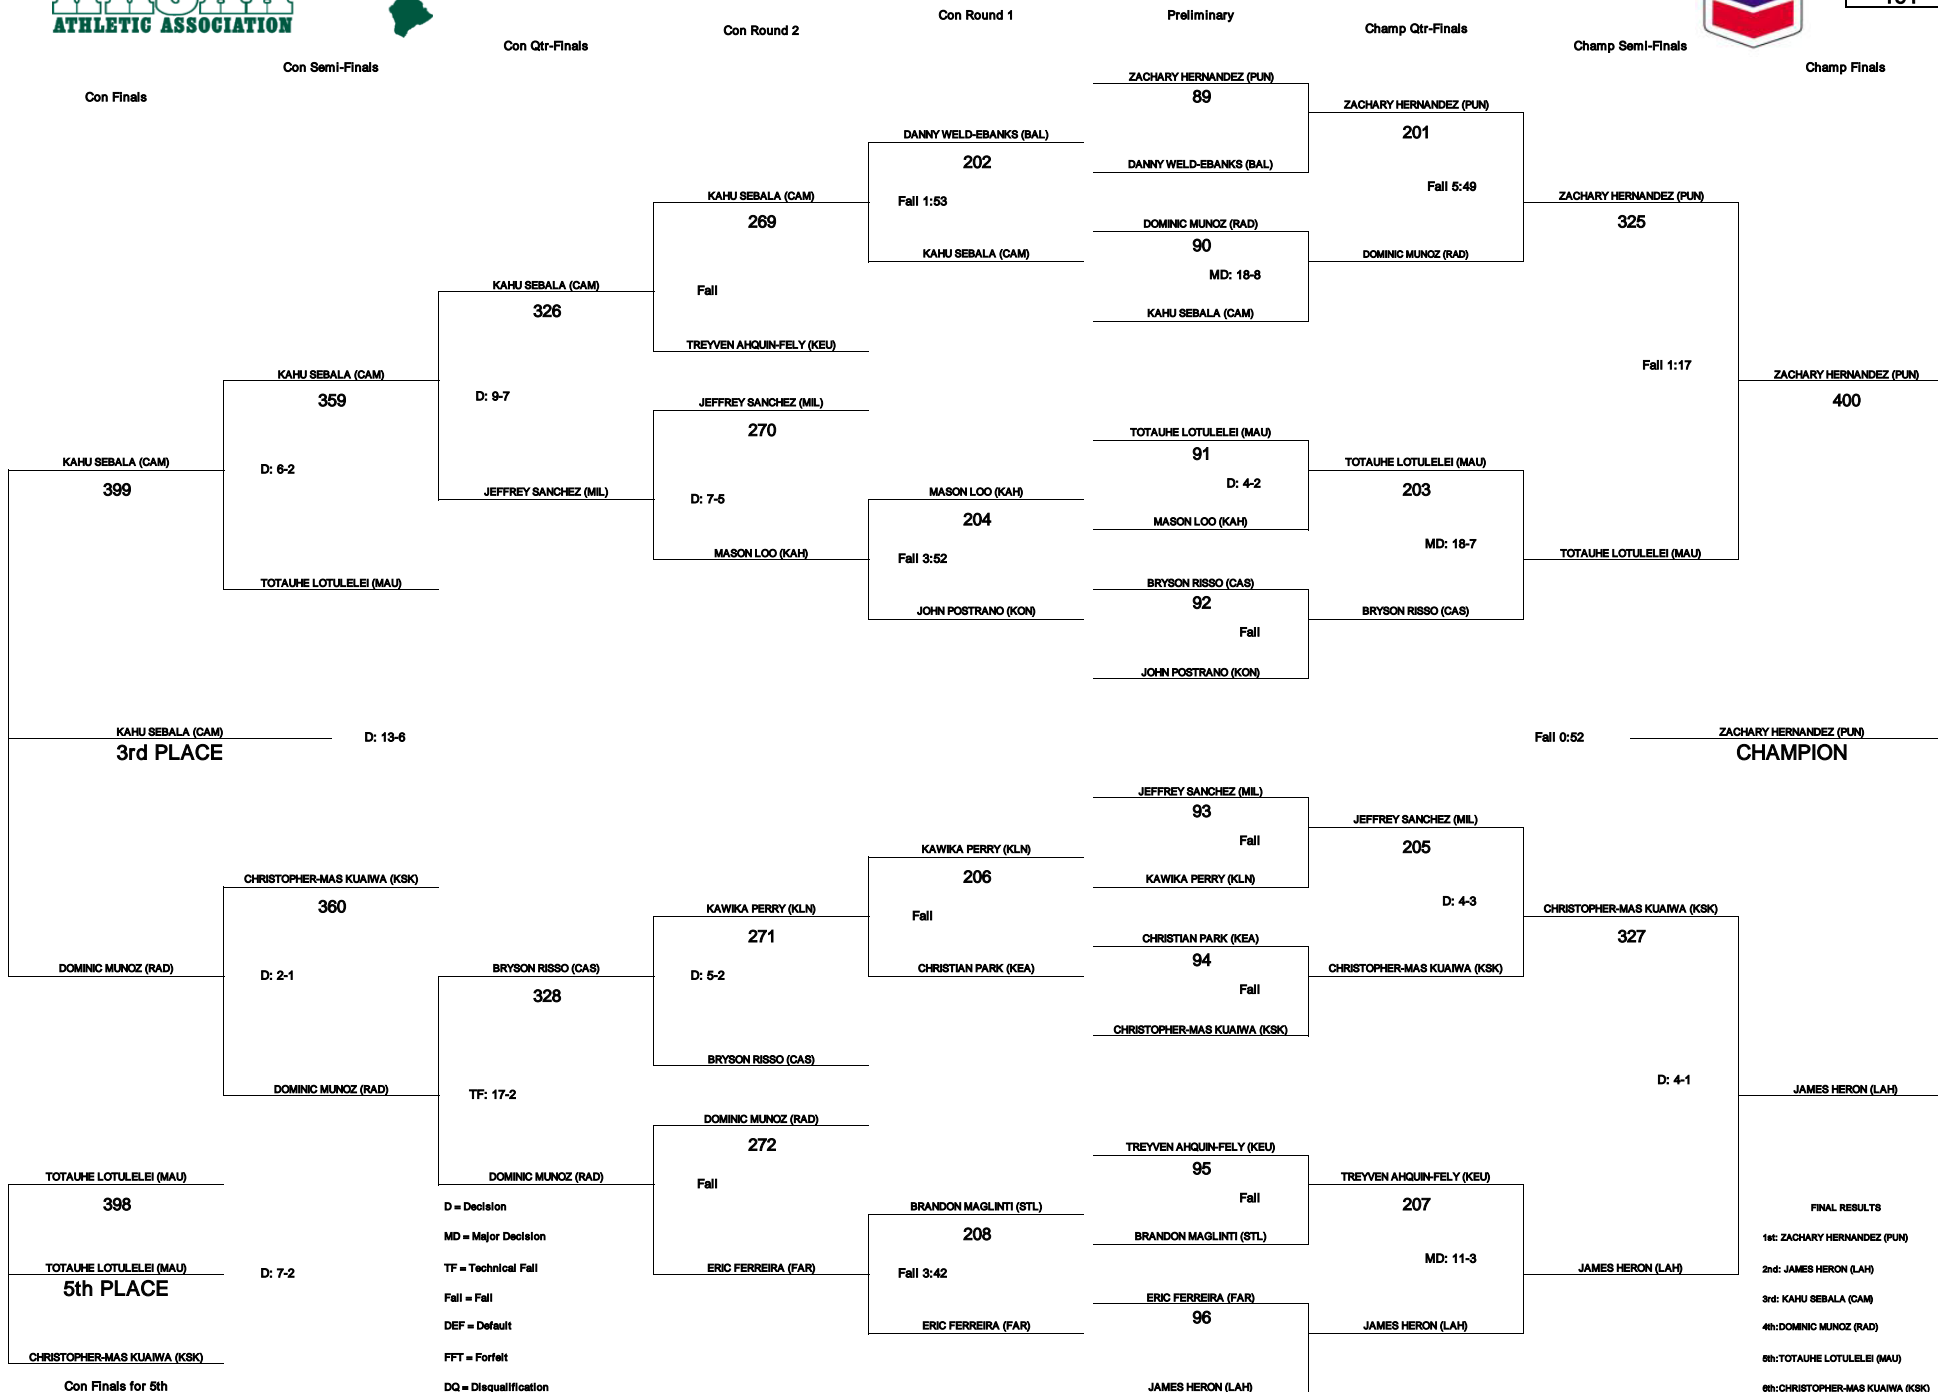 ATHLETIC ASSOCIATION
Con Finals
Con Semi-Finals
Con Qtr-Finals
Con Round 2
Con Round 1
Preliminary
Champ Qtr-Finals
Champ Semi-Finals
Champ Finals
ZACHARY HERNANDEZ (PUN)
89
DANNY WELD-EBANKS (BAL)
DOMINIC MUNOZ (RAD)
90
MD: 18-8
KAHU SEBALA (CAM)
TOTAUHE LOTULELEI (MAU)
91
D: 4-2
MASON LOO (KAH)
BRYSON RISSO (CAS)
92
Fall
JOHN POSTRANO (KON)
JEFFREY SANCHEZ (MIL)
93
Fall
KAWIKA PERRY (KLN)
CHRISTIAN PARK (KEA)
94
Fall
CHRISTOPHER-MAS KUAIWA (KSK)
TREYVEN AHQUIN-FELY (KEU)
95
Fall
BRANDON MAGLINTI (STL)
ERIC FERREIRA (FAR)
96
JAMES HERON (LAH)
ZACHARY HERNANDEZ (PUN)
201
Fall 5:49
DOMINIC MUNOZ (RAD)
TOTAUHE LOTULELEI (MAU)
203
MD: 18-7
BRYSON RISSO (CAS)
JEFFREY SANCHEZ (MIL)
205
D: 4-3
CHRISTOPHER-MAS KUAIWA (KSK)
TREYVEN AHQUIN-FELY (KEU)
207
MD: 11-3
JAMES HERON (LAH)
ZACHARY HERNANDEZ (PUN)
325
Fall 1:17
TOTAUHE LOTULELEI (MAU)
CHRISTOPHER-MAS KUAIWA (KSK)
327
D: 4-1
JAMES HERON (LAH)
ZACHARY HERNANDEZ (PUN)
400
JAMES HERON (LAH)
Fall 0:52
ZACHARY HERNANDEZ (PUN)
CHAMPION
DANNY WELD-EBANKS (BAL)
202
Fall 1:53
KAHU SEBALA (CAM)
MASON LOO (KAH)
204
Fall 3:52
JOHN POSTRANO (KON)
KAWIKA PERRY (KLN)
206
Fall
CHRISTIAN PARK (KEA)
BRANDON MAGLINTI (STL)
208
Fall 3:42
ERIC FERREIRA (FAR)
KAHU SEBALA (CAM)
269
Fall
TREYVEN AHQUIN-FELY (KEU)
JEFFREY SANCHEZ (MIL)
270
D: 7-5
MASON LOO (KAH)
KAWIKA PERRY (KLN)
271
D: 5-2
BRYSON RISSO (CAS)
DOMINIC MUNOZ (RAD)
272
Fall
ERIC FERREIRA (FAR)
KAHU SEBALA (CAM)
326
D: 9-7
JEFFREY SANCHEZ (MIL)
BRYSON RISSO (CAS)
328
TF: 17-2
DOMINIC MUNOZ (RAD)
KAHU SEBALA (CAM)
359
D: 6-2
TOTAUHE LOTULELEI (MAU)
CHRISTOPHER-MAS KUAIWA (KSK)
360
D: 2-1
DOMINIC MUNOZ (RAD)
KAHU SEBALA (CAM)
399
DOMINIC MUNOZ (RAD)
KAHU SEBALA (CAM)
3rd PLACE
D: 13-6
TOTAUHE LOTULELEI (MAU)
398
TOTAUHE LOTULELEI (MAU)
5th PLACE
D: 7-2
CHRISTOPHER-MAS KUAIWA (KSK)
Con Finals for 5th
D = Decision
MD = Major Decision
TF = Technical Fall
Fall = Fall
DEF = Default
FFT = Forfeit
DQ = Disqualification
FINAL RESULTS
1st: ZACHARY HERNANDEZ (PUN)
2nd: JAMES HERON (LAH)
3rd: KAHU SEBALA (CAM)
4th:DOMINIC MUNOZ (RAD)
5th:TOTAUHE LOTULELEI (MAU)
6th:CHRISTOPHER-MAS KUAIWA (KSK)